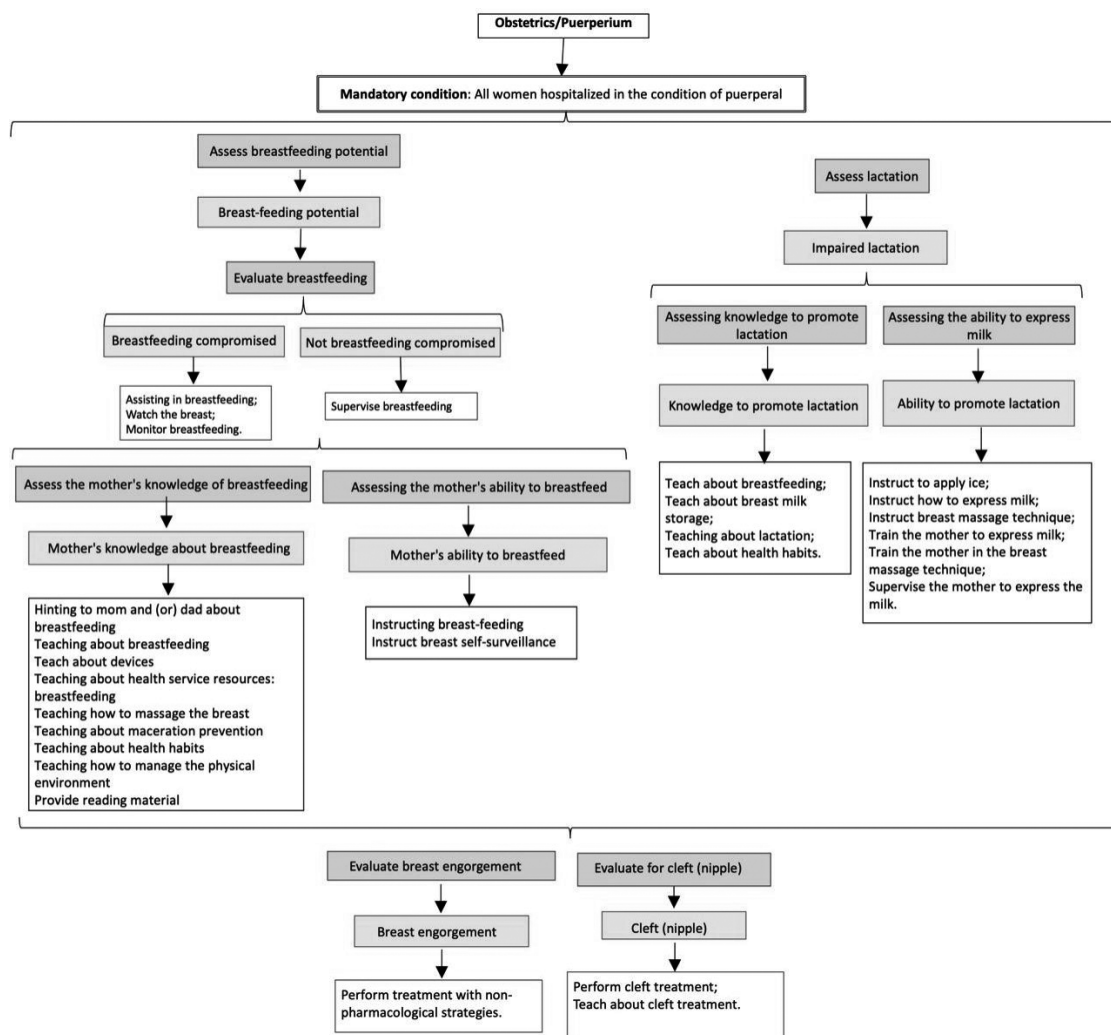 Obstetrics/Puerperium
Mandatory condition: All women hospitalized in the condition of puerperal
Assess breastfeeding potential
Breast-feeding potential
Evaluate breastfeeding
Breastfeeding compromised
Not breastfeeding compromised
Assisting in breastfeeding;
Watch the breast;
Monitor breastfeeding.
Supervise breastfeeding
Assess the mother's knowledge of breastfeeding
Mother's knowledge about breastfeeding
Hinting to mom and (or) dad about
breastfeeding
Teaching about breastfeeding
Teach about devices
Teaching about health service resources:
breastfeeding
Teaching how to massage the breast
Teaching about maceration prevention
Teaching about health habits
Teaching how to manage the physical
environment
Provide reading material
Assessing the mother's ability to breastfeed
Mother's ability to breastfeed
Instructing breast-feeding
Instruct breast self-surveillance
Assess lactation
Impaired lactation
Assessing knowledge to promote
lactation
Knowledge to promote lactation
Teach about breastfeeding;
Teach about breast milk
storage;
Teaching about lactation;
Teach about health habits.
Assessing the ability to express
milk
Ability to promote lactation
Instruct to apply ice;
Instruct how to express milk;
Instruct breast massage technique;
Train the mother to express milk;
Train the mother in the breast
massage technique;
Supervise the mother to express the
milk.
Evaluate breast engorgement
Breast engorgement
Perform treatment with non-
pharmacological strategies.
Evaluate for cleft (nipple)
Cleft (nipple)
Perform cleft treatment;
Teach about cleft treatment.